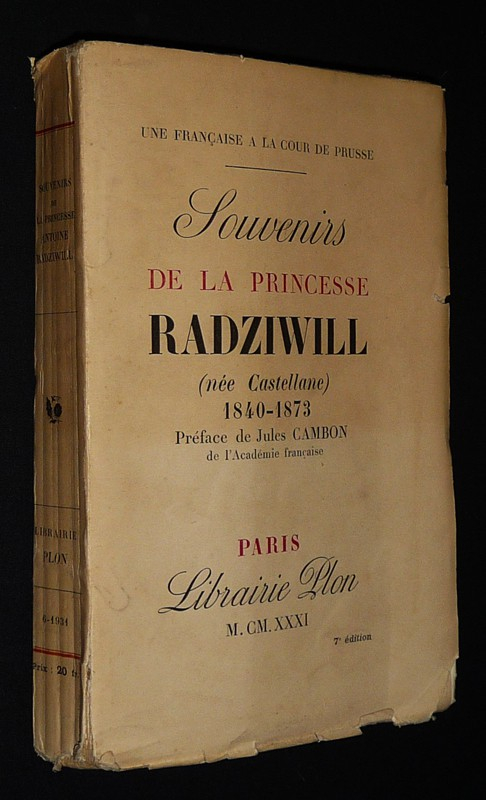 UNE FRANÇAISE A LA COUR DE PRUSSE
Souvenirs
DE LA PRINCESSE
RADZIWILL
(née Castellane)
1840-1873
Préface de Jules CAMBON
de l'Académie française
PARIS
Librairie Plon
M.CM.XXXI
7e édition
SOUVENIRS
DE
LA PRINCESSE
ANTOINE
RADZIWILL
LIBRAIRIE
PLON
6-1931
Prix : 20 fr.